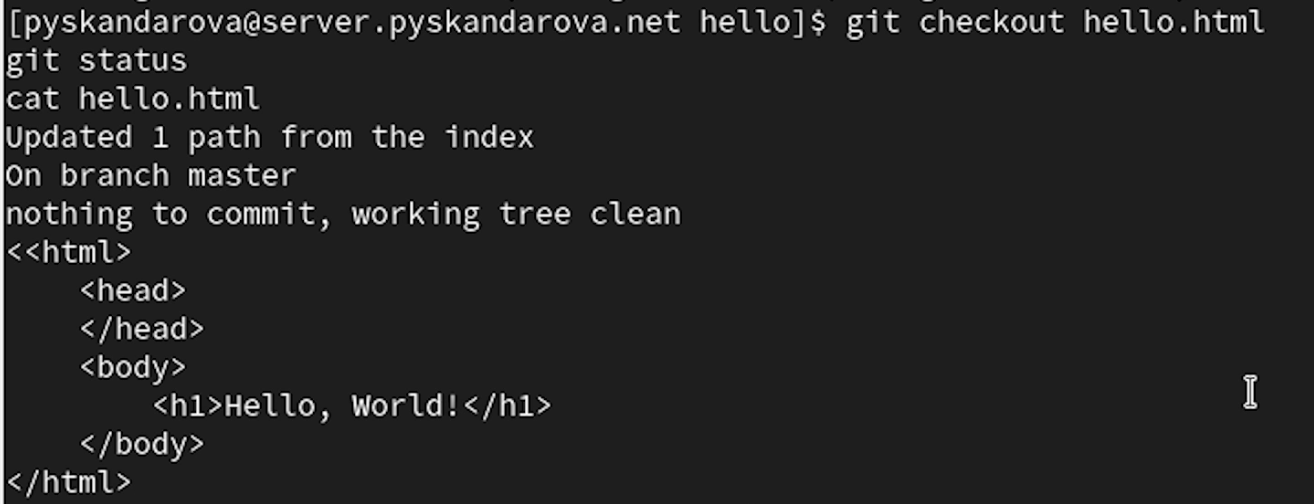 [pyskandarova@server.pyskandarova.net hello]$ git checkout hello.html
git status
cat hello.html
Updated 1 path from the index
On branch master
nothing to commit, working tree clean
<<html>
    <head>
    </head>
    <body>
        <h1>Hello, World!</h1>
    </body>
</html>